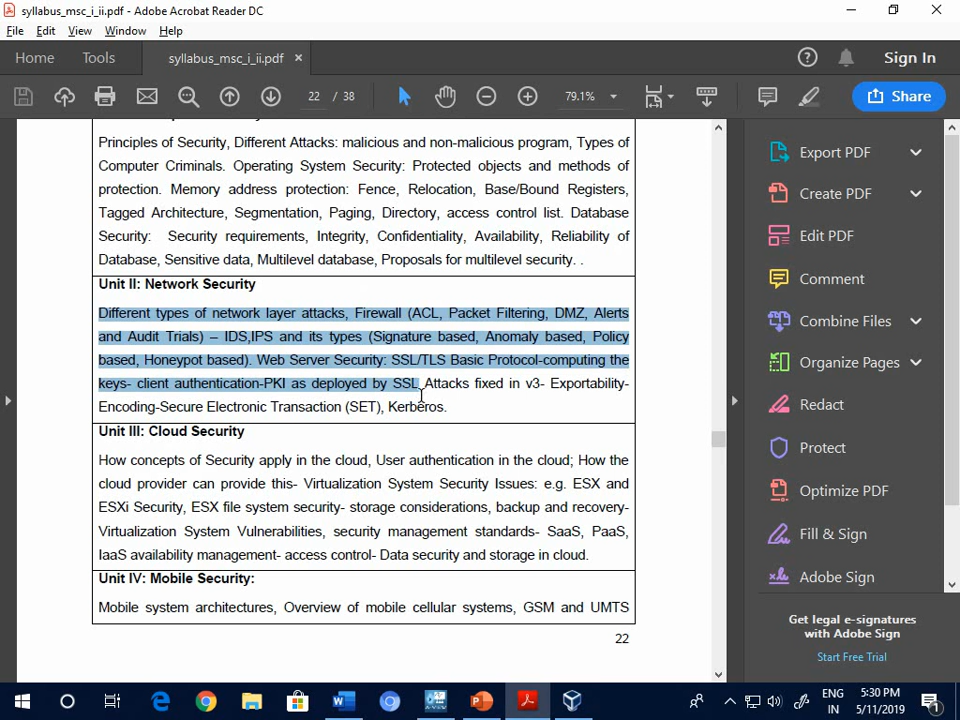 syllabus_msc_i_ii.pdf - Adobe Acrobat Reader DC
File Edit View Window Help
Home Tools syllabus_msc_i_ii.pdf × Sign In
22 / 38 79.1% Share
Principles of Security, Different Attacks: malicious and non-malicious program, Types of
Computer Criminals. Operating System Security: Protected objects and methods of
protection. Memory address protection: Fence, Relocation, Base/Bound Registers,
Tagged Architecture, Segmentation, Paging, Directory, access control list. Database
Security: Security requirements, Integrity, Confidentiality, Availability, Reliability of
Database, Sensitive data, Multilevel database, Proposals for multilevel security. .
Unit II: Network Security
Different types of network layer attacks, Firewall (ACL, Packet Filtering, DMZ, Alerts
and Audit Trials) – IDS,IPS and its types (Signature based, Anomaly based, Policy
based, Honeypot based). Web Server Security: SSL/TLS Basic Protocol-computing the
keys- client authentication-PKI as deployed by SSL Attacks fixed in v3- Exportability-
Encoding-Secure Electronic Transaction (SET), Kerberos.
Unit III: Cloud Security
How concepts of Security apply in the cloud, User authentication in the cloud; How the
cloud provider can provide this- Virtualization System Security Issues: e.g. ESX and
ESXi Security, ESX file system security- storage considerations, backup and recovery-
Virtualization System Vulnerabilities, security management standards- SaaS, PaaS,
IaaS availability management- access control- Data security and storage in cloud.
Unit IV: Mobile Security:
Mobile system architectures, Overview of mobile cellular systems, GSM and UMTS
22
Export PDF
Create PDF
Edit PDF
Comment
Combine Files
Organize Pages
Redact
Protect
Optimize PDF
Fill & Sign
Adobe Sign
Get legal e-signatures
with Adobe Sign
Start Free Trial
ENG
IN
5:30 PM
5/11/2019
1